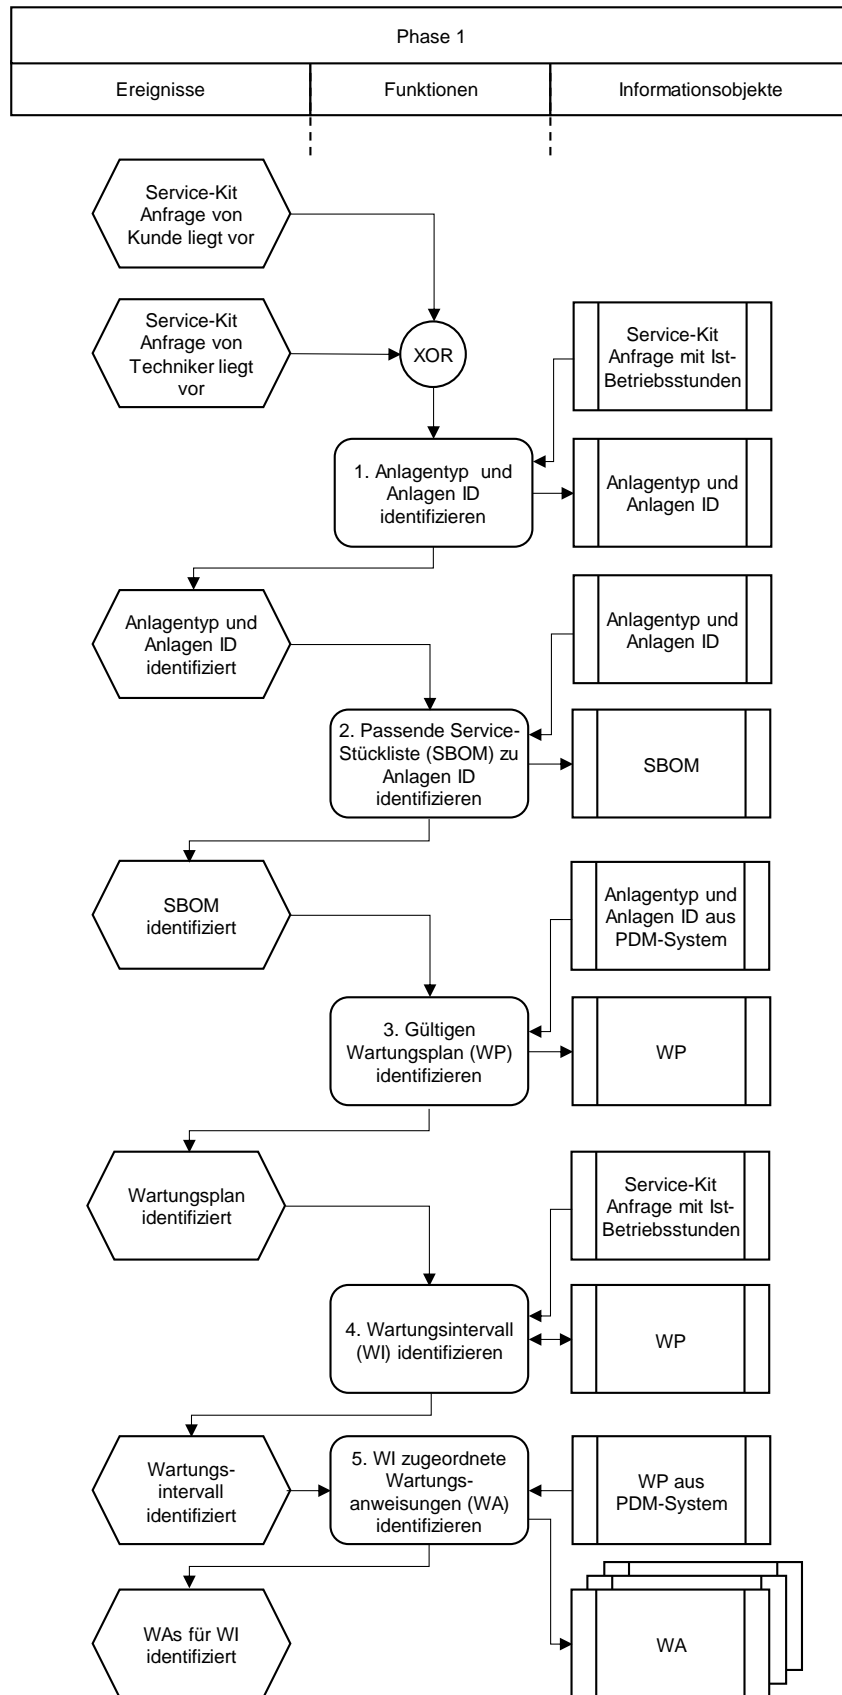 Phase 1
Ereignisse
Funktionen
Informationsobjekte
Service-Kit
Anfrage von
Kunde liegt vor
Service-Kit
Anfrage von
Techniker liegt
vor
XOR
Service-Kit
Anfrage mit Ist-
Betriebsstunden
1. Anlagentyp und
Anlagen ID
identifizieren
Anlagentyp und
Anlagen ID
Anlagentyp und
Anlagen ID
identifiziert
Anlagentyp und
Anlagen ID
2. Passende Service-
Stückliste (SBOM) zu
Anlagen ID
identifizieren
SBOM
SBOM
identifiziert
Anlagentyp und
Anlagen ID aus
PDM-System
3. Gültigen
Wartungsplan (WP)
identifizieren
WP
Wartungsplan
identifiziert
Service-Kit
Anfrage mit Ist-
Betriebsstunden
4. Wartungsintervall
(WI) identifizieren
WP
Wartungs-
intervall
identifiziert
5. WI zugeordnete
Wartungs-
anweisungen (WA)
identifizieren
WP aus
PDM-System
WAs für WI
identifiziert
WA